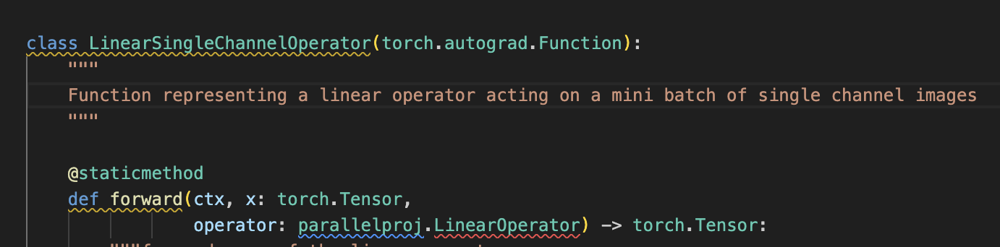 class LinearSingleChannelOperator(torch.autograd.Function):
"""
Function representing a linear operator acting on a mini batch of single channel images
"""
@staticmethod
def forward(ctx, x: torch.Tensor,
operator: parallelproj.LinearOperator) -> torch.Tensor: